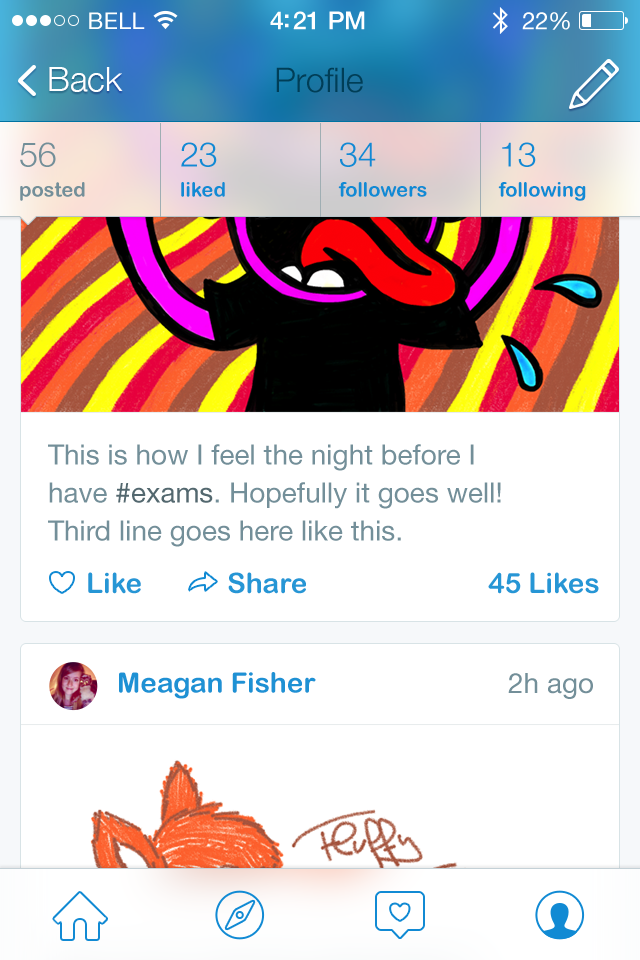 BELL 4:21 PM 22%
Back Profile
56 23 34 13
posted liked followers following
This is how I feel the night before I
have #exams. Hopefully it goes well!
Third line goes here like this.
Like Share 45 Likes
Meagan Fisher 2h ago
Fluffy